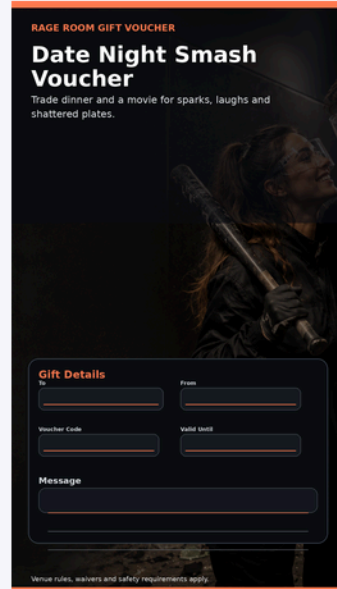 RAGE ROOM GIFT VOUCHER
Date Night Smash
Voucher
Trade dinner and a movie for sparks, laughs and
shattered plates.
Gift Details
To From
Voucher Code Valid Until
Message
Venue rules, waivers and safety requirements apply.